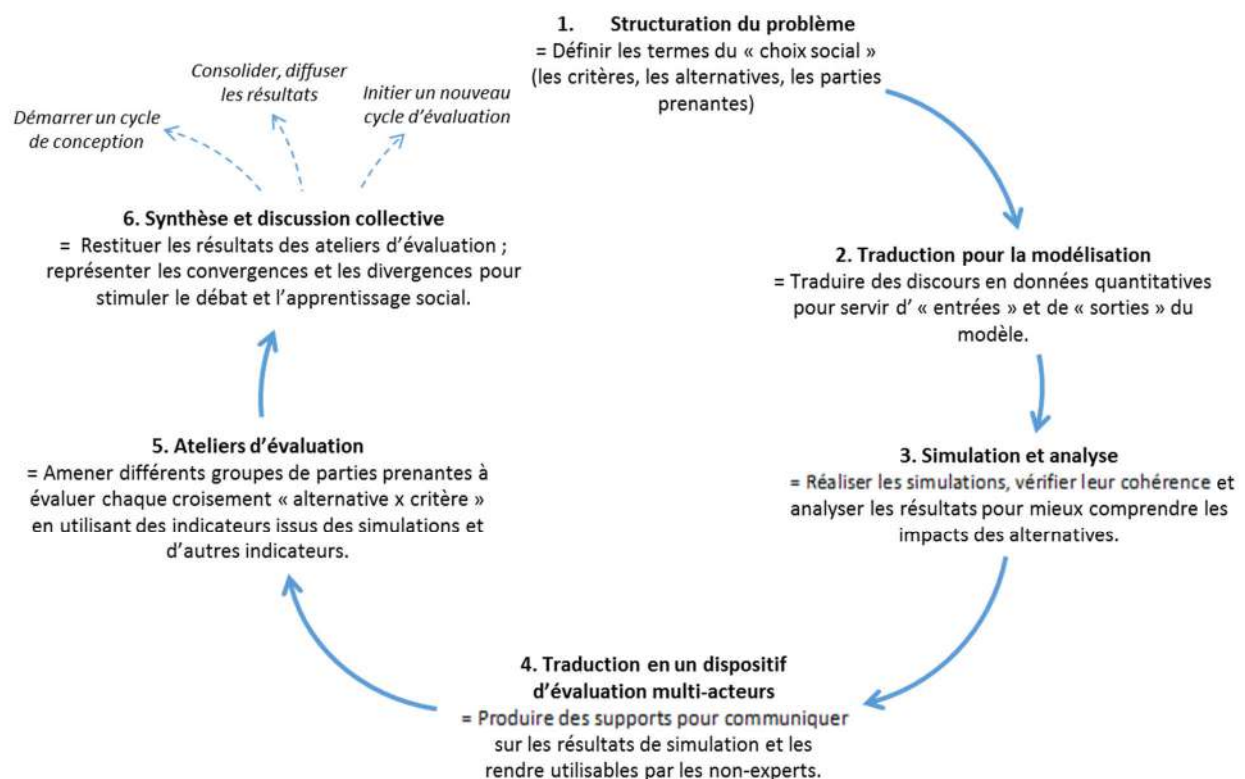 1. Structuration du problème
= Définir les termes du « choix social »
(les critères, les alternatives, les parties
prenantes)
2. Traduction pour la modélisation
= Traduire des discours en données quantitatives
pour servir d’ « entrées » et de « sorties » du
modèle.
3. Simulation et analyse
= Réaliser les simulations, vérifier leur cohérence et
analyser les résultats pour mieux comprendre les
impacts des alternatives.
4. Traduction en un dispositif
d’évaluation multi-acteurs
= Produire des supports pour communiquer
sur les résultats de simulation et les
rendre utilisables par les non-experts.
5. Ateliers d’évaluation
= Amener différents groupes de parties prenantes à
évaluer chaque croisement « alternative x critère »
en utilisant des indicateurs issus des simulations et
d’autres indicateurs.
6. Synthèse et discussion collective
= Restituer les résultats des ateliers d’évaluation ;
représenter les convergences et les divergences pour
stimuler le débat et l’apprentissage social.
Démarrer un cycle
de conception
Consolider, diffuser
les résultats
Initier un nouveau
cycle d’évaluation